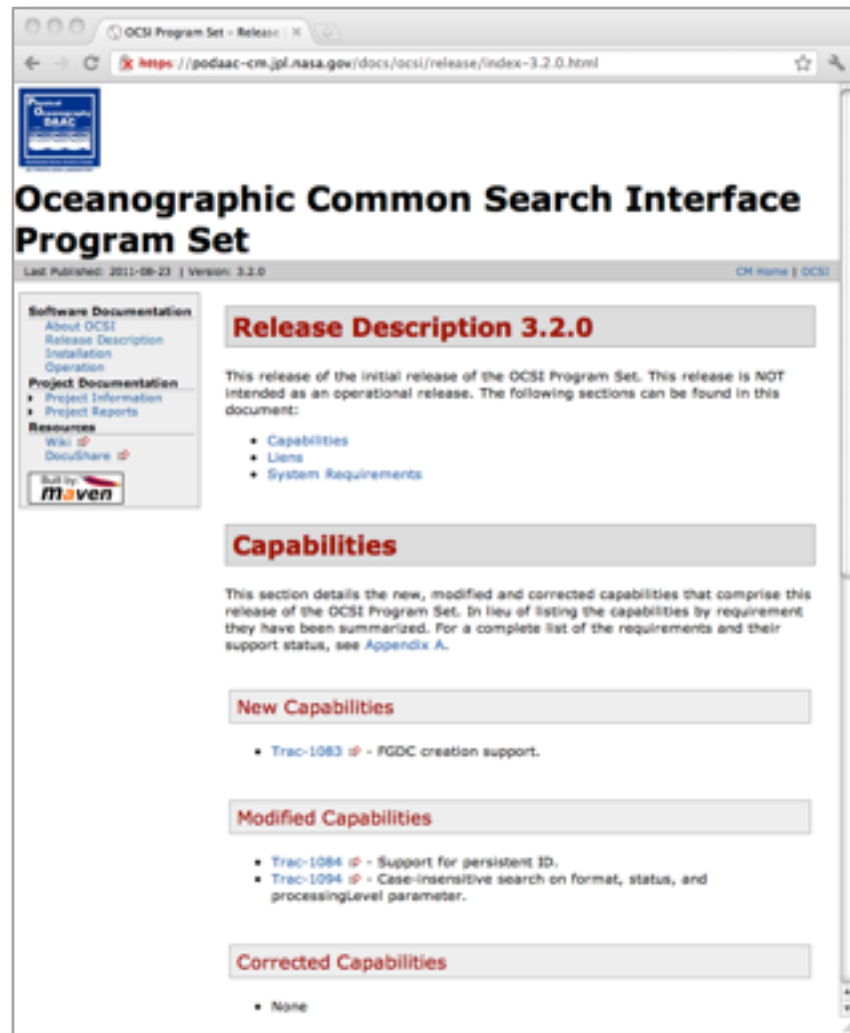 OCSI Program Set - Release
https://podaac-cm.jpl.nasa.gov/docs/ocsi/release/index-3.2.0.html
Physical
Oceanography
DAAC
Oceanographic Common Search Interface
Program Set
Last Published: 2011-08-23 | Version: 3.2.0
CM Home | OCSI
Software Documentation
About OCSI
Release Description
Installation
Operation
Project Documentation
Project Information
Project Reports
Resources
Wiki
DocuShare
Built by:
maven
Release Description 3.2.0
This release of the initial release of the OCSI Program Set. This release is NOT
intended as an operational release. The following sections can be found in this
document:
• Capabilities
• Liens
• System Requirements
Capabilities
This section details the new, modified and corrected capabilities that comprise this
release of the OCSI Program Set. In lieu of listing the capabilities by requirement
they have been summarized. For a complete list of the requirements and their
support status, see Appendix A.
New Capabilities
• Trac-1083 - FGDC creation support.
Modified Capabilities
• Trac-1084 - Support for persistent ID.
• Trac-1094 - Case-insensitive search on format, status, and
processingLevel parameter.
Corrected Capabilities
• None